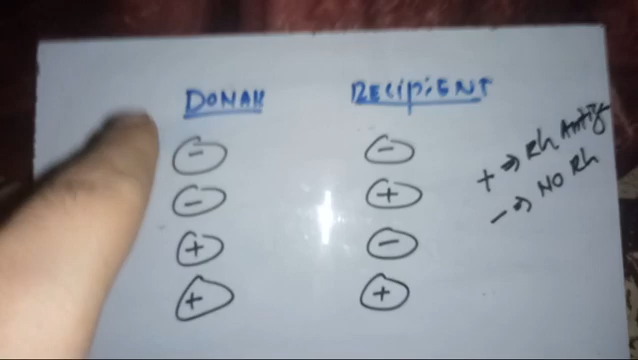 DONAR RECIPIENT
- -
- +
+ -
+ +
+ ⇒ Rh Antig
- ⇒ NO Rh